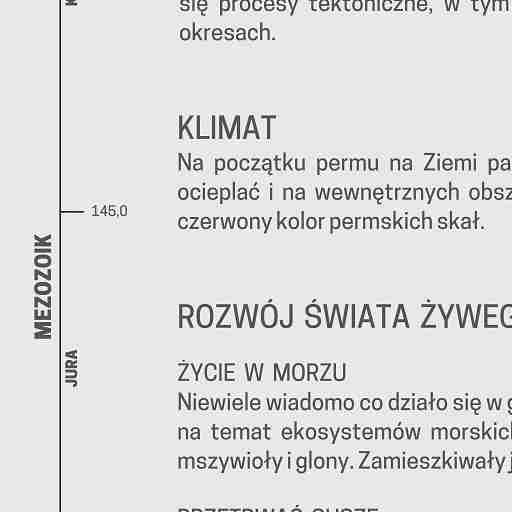 się procesy tektoniczne, w tym
okresach.
KLIMAT
Na początku permu na Ziemi pa
ocieplać i na wewnętrznych obsz
czerwony kolor permskich skał.
145,0
MEZOZOIK
JURA
ROZWÓJ ŚWIATA ŻYWEG
ŻYCIE W MORZU
Niewiele wiadomo co działo się w g
na temat ekosystemów morskich
mszywioły i glony. Zamieszkiwały j